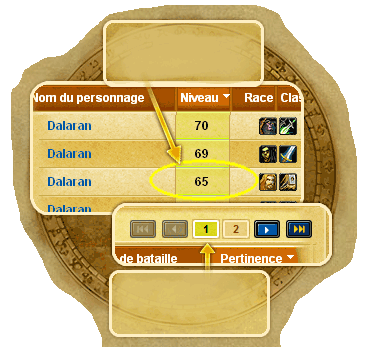 Nom du personnage Niveau Race Clas
Dalaran 70
Dalaran 69
Dalaran 65
Dalaran
1 2
de bataille Pertinence